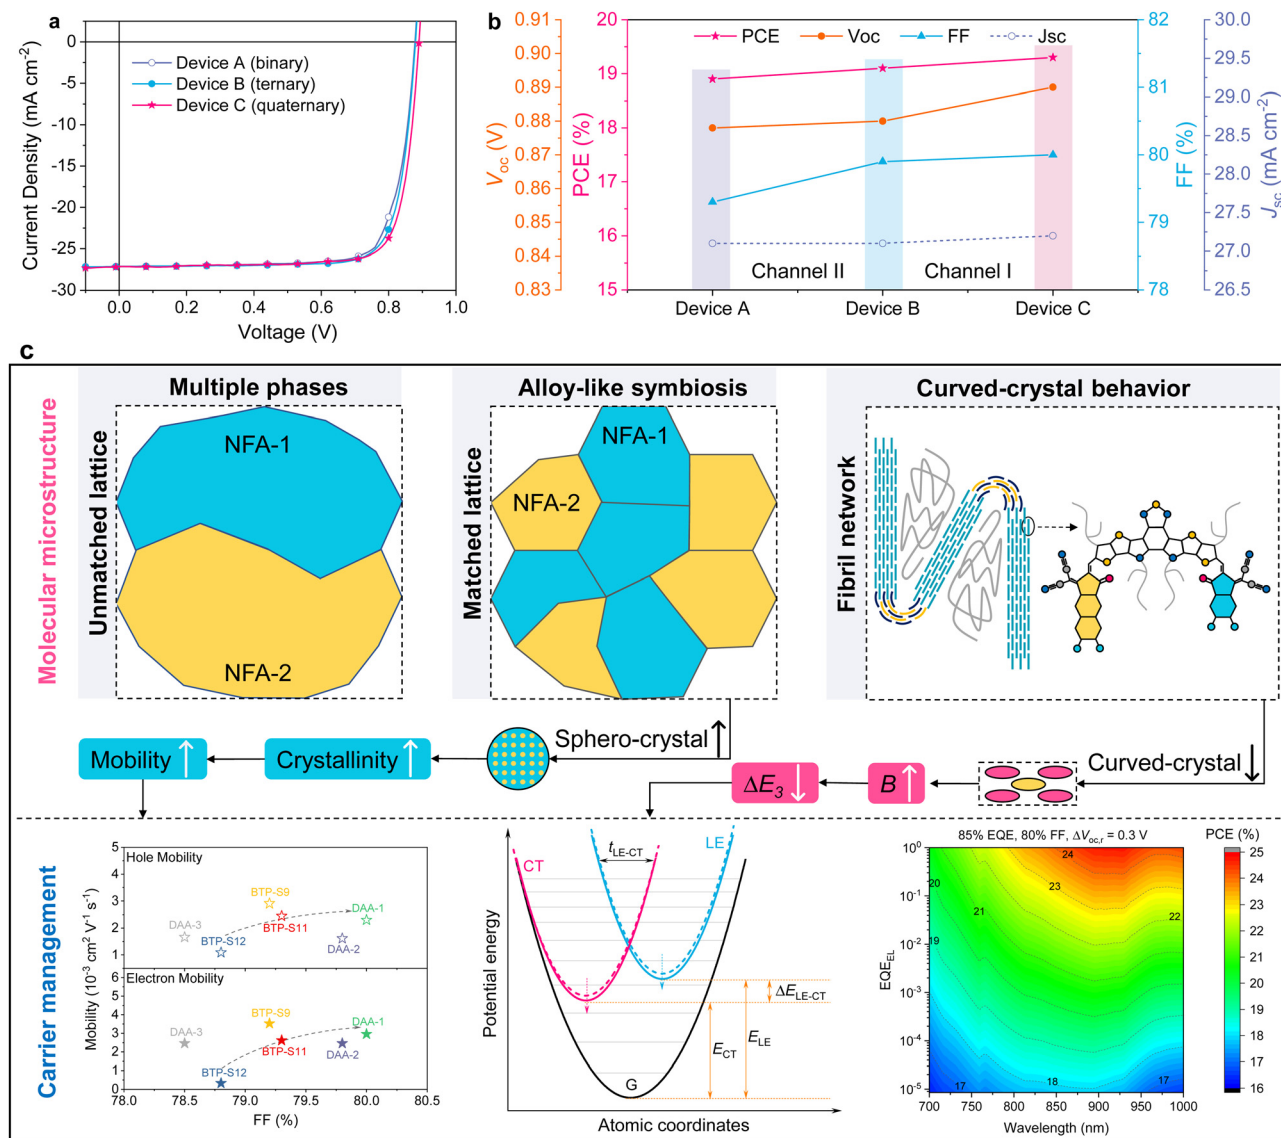 a
Current Density (mA cm⁻²)
0
-5
-10
-15
-20
-25
-30
Device A (binary)
Device B (ternary)
Device C (quaternary)
0.0
0.2
0.4
0.6
0.8
1.0
Voltage (V)
b
Voc (V)
0.91
0.90
0.89
0.88
0.87
0.86
0.85
0.84
0.83
PCE (%)
20
19
18
17
16
15
PCE
Voc
FF
Jsc
Channel II
Channel I
Device A
Device B
Device C
FF (%)
82
81
80
79
78
Jsc (mA cm⁻²)
30.0
29.5
29.0
28.5
28.0
27.5
27.0
26.5
c
Molecular microstructure
Multiple phases
Unmatched lattice
NFA-1
NFA-2
Alloy-like symbiosis
Matched lattice
NFA-1
NFA-2
Curved-crystal behavior
Fibril network
Mobility ↑
Crystallinity ↑
Sphero-crystal ↑
ΔE₃ ↓
B ↑
Curved-crystal ↓
Carrier management
Mobility (10⁻³ cm² V⁻¹ s⁻¹)
5
4
3
2
1
Hole Mobility
DAA-3
BTP-S12
BTP-S9
BTP-S11
DAA-2
DAA-1
5
4
3
2
1
0
Electron Mobility
DAA-3
BTP-S12
BTP-S9
BTP-S11
DAA-2
DAA-1
78.0
78.5
79.0
79.5
80.0
80.5
FF (%)
Potential energy
CT
t_LE-CT
LE
ΔE_LE-CT
E_CT
E_LE
G
Atomic coordinates
85% EQE, 80% FF, ΔV_oc,r = 0.3 V
EQE_EL
10⁰
10⁻¹
10⁻²
10⁻³
10⁻⁴
10⁻⁵
24
23
22
21
20
19
18
17
17
700
750
800
850
900
950
1000
Wavelength (nm)
PCE (%)
25
24
23
22
21
20
19
18
17
16